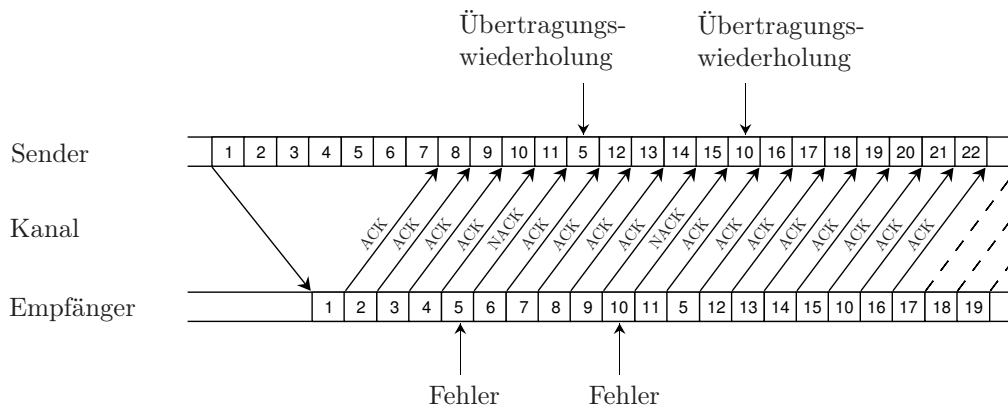 Übertragungs-
wiederholung
Übertragungs-
wiederholung
Sender
1 2 3 4 5 6 7 8 9 10 11 5 12 13 14 15 10 16 17 18 19 20 21 22
Kanal
ACK ACK ACK ACK NACK ACK ACK ACK ACK NACK ACK ACK ACK ACK ACK ACK ACK
Empfänger
1 2 3 4 5 6 7 8 9 10 11 5 12 13 14 15 10 16 17 18 19
Fehler
Fehler